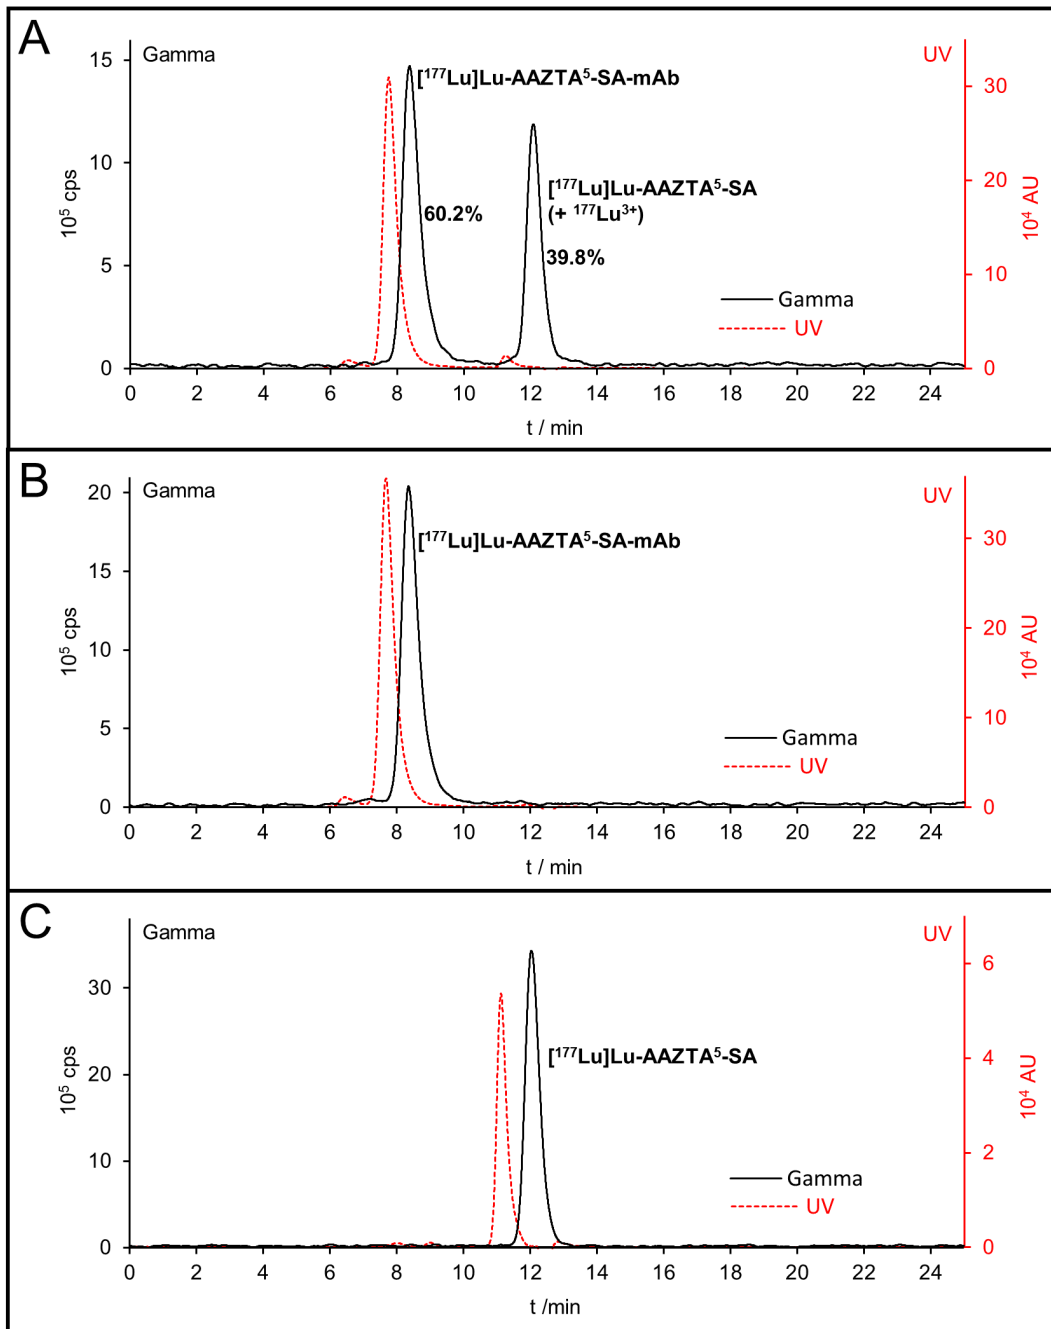 A
Gamma
UV
15
10
5
0
10⁵ cps
[¹⁷⁷Lu]Lu-AAZTA⁵-SA-mAb
60.2%
[¹⁷⁷Lu]Lu-AAZTA⁵-SA
(+ ¹⁷⁷Lu³⁺)
39.8%
Gamma
UV
30
20
10
0
10⁴ AU
0 2 4 6 8 10 12 14 16 18 20 22 24
t / min
B
Gamma
UV
20
15
10
5
0
10⁵ cps
[¹⁷⁷Lu]Lu-AAZTA⁵-SA-mAb
Gamma
UV
30
20
10
0
10⁴ AU
0 2 4 6 8 10 12 14 16 18 20 22 24
t / min
C
Gamma
UV
30
20
10
0
10⁵ cps
[¹⁷⁷Lu]Lu-AAZTA⁵-SA
Gamma
UV
6
4
2
0
10⁴ AU
0 2 4 6 8 10 12 14 16 18 20 22 24
t /min